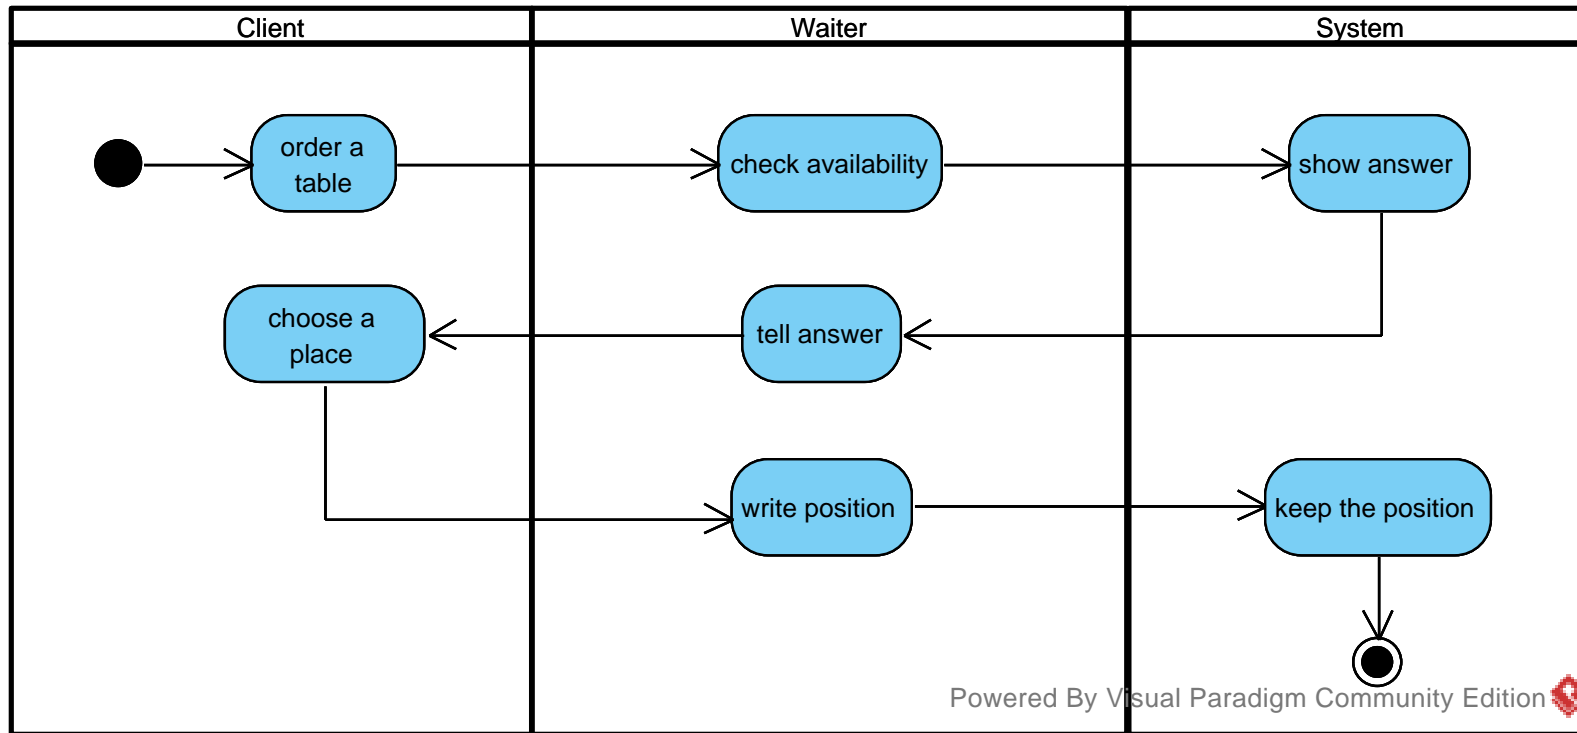 Client
Waiter
System
order a
table
check availability
show answer
choose a
place
tell answer
write position
keep the position
Powered By Visual Paradigm Community Edition